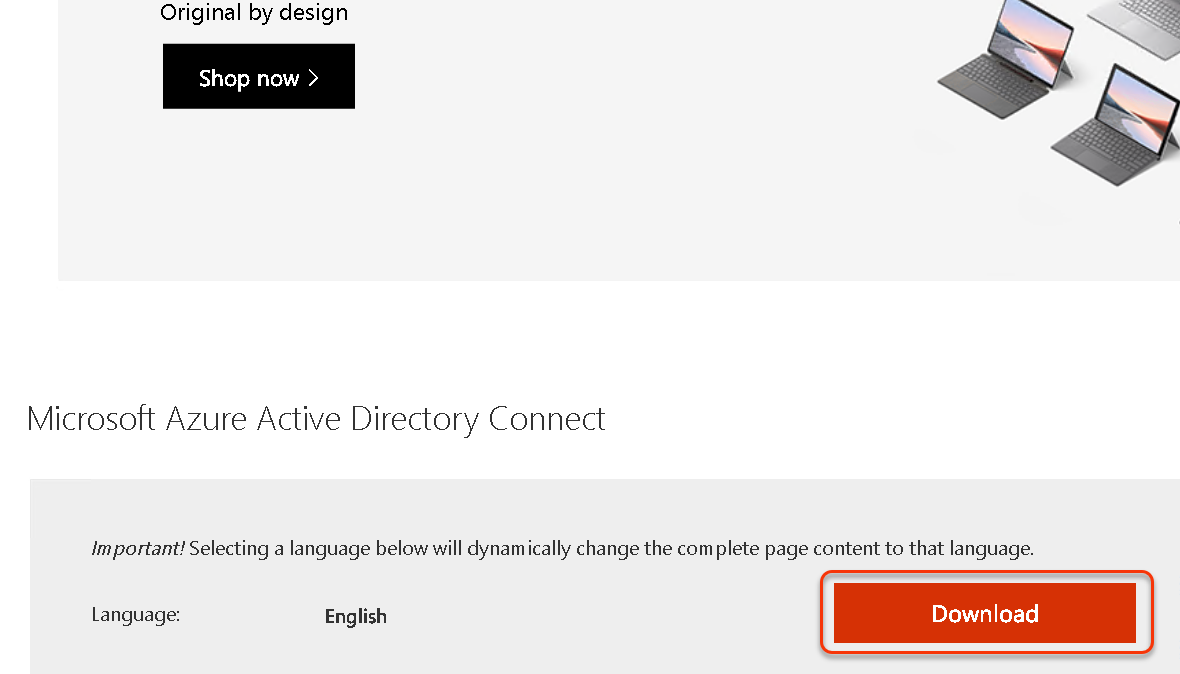 Original by design
Shop now >
Microsoft Azure Active Directory Connect
Important! Selecting a language below will dynamically change the complete page content to that language.
Language: English
Download